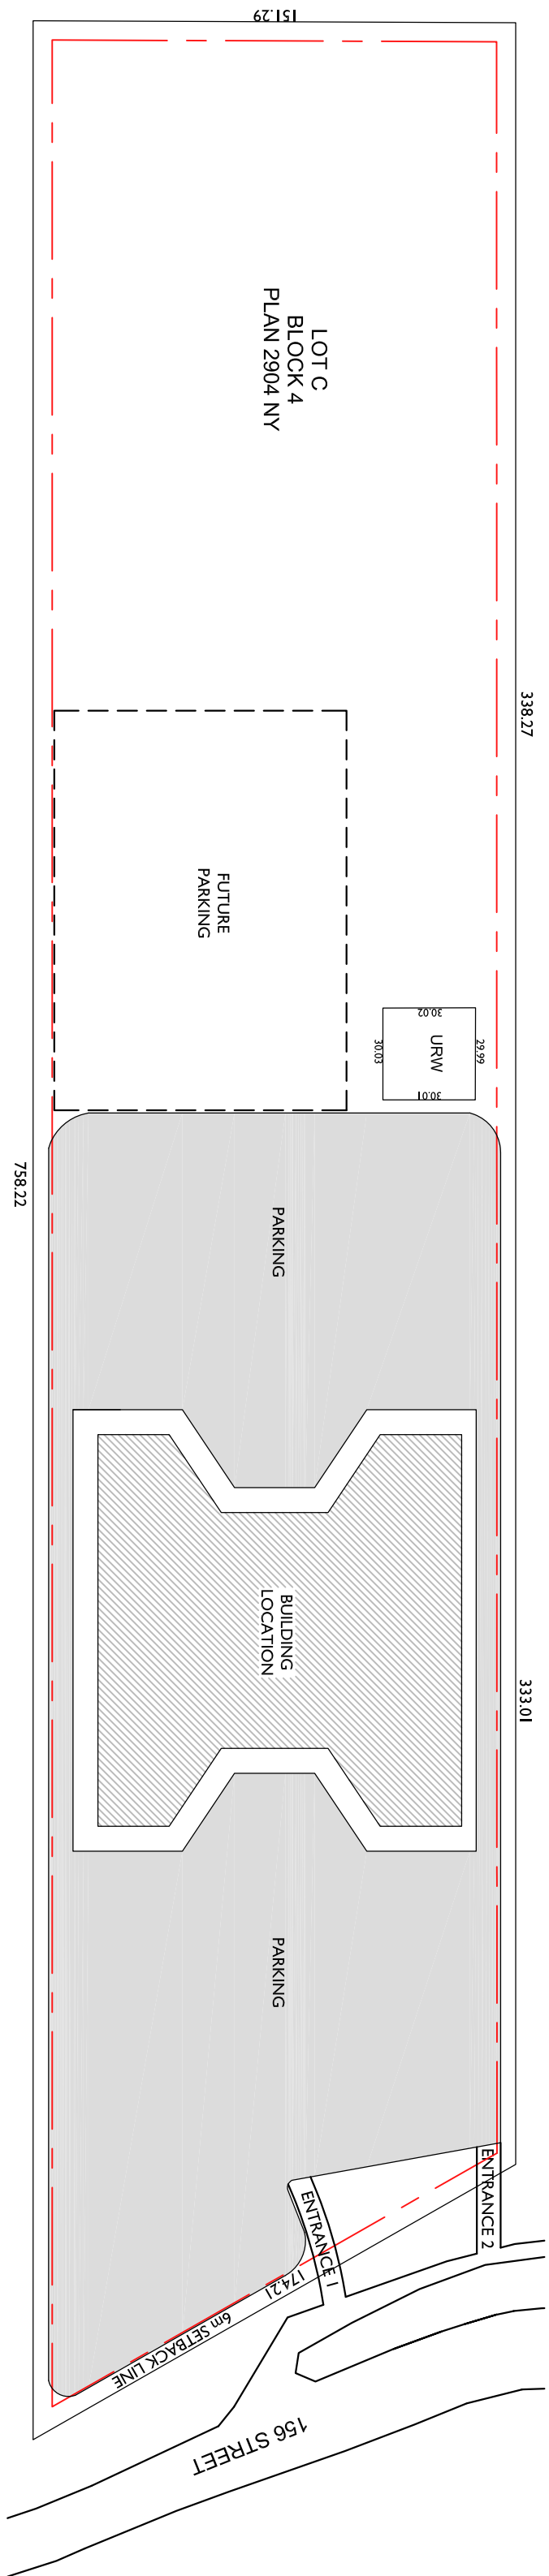 151.29
LOT C
BLOCK 4
PLAN 2904 NY
338.27
FUTURE
PARKING
30.02
URW
29.99
30.03
30.01
PARKING
758.22
BUILDING
LOCATION
333.01
PARKING
ENTRANCE 2
ENTRANCE 1
174.21
6m SETBACK LINE
156 STREET